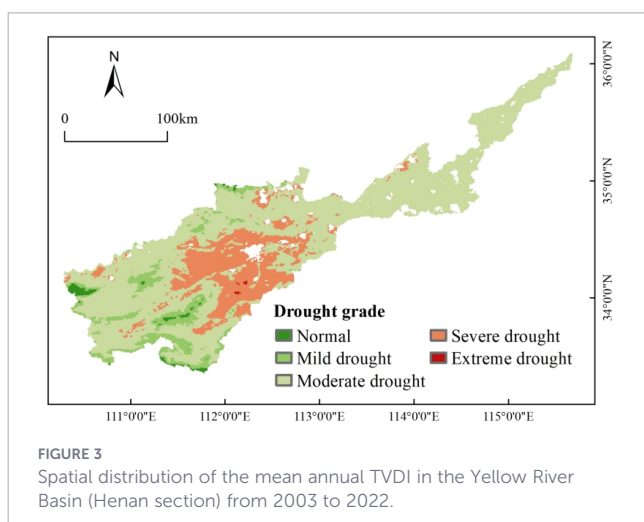 N
0 100km
36°0'0"N
35°0'0"N
34°0'0"N
Drought grade
Normal
Mild drought
Moderate drought
Severe drought
Extreme drought
111°0'0"E 112°0'0"E 113°0'0"E 114°0'0"E 115°0'0"E
FIGURE 3
Spatial distribution of the mean annual TVDI in the Yellow River
Basin (Henan section) from 2003 to 2022.